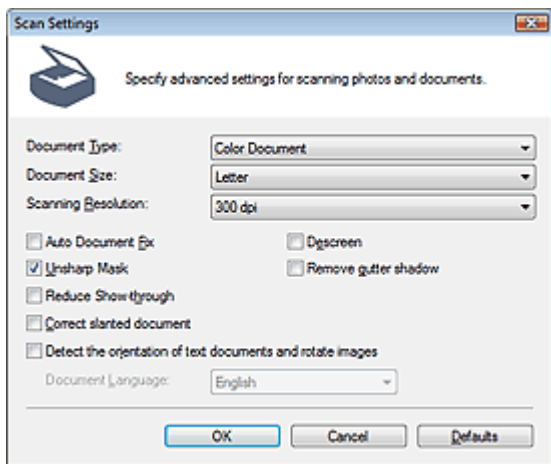 Scan Settings
Specify advanced settings for scanning photos and documents.
Document Type: Color Document
Document Size: Letter
Scanning Resolution: 300 dpi
Auto Document Fix Descreen
Unsharp Mask Remove gutter shadow
Reduce Show-through
Correct slanted document
Detect the orientation of text documents and rotate images
Document Language: English
OK Cancel Defaults